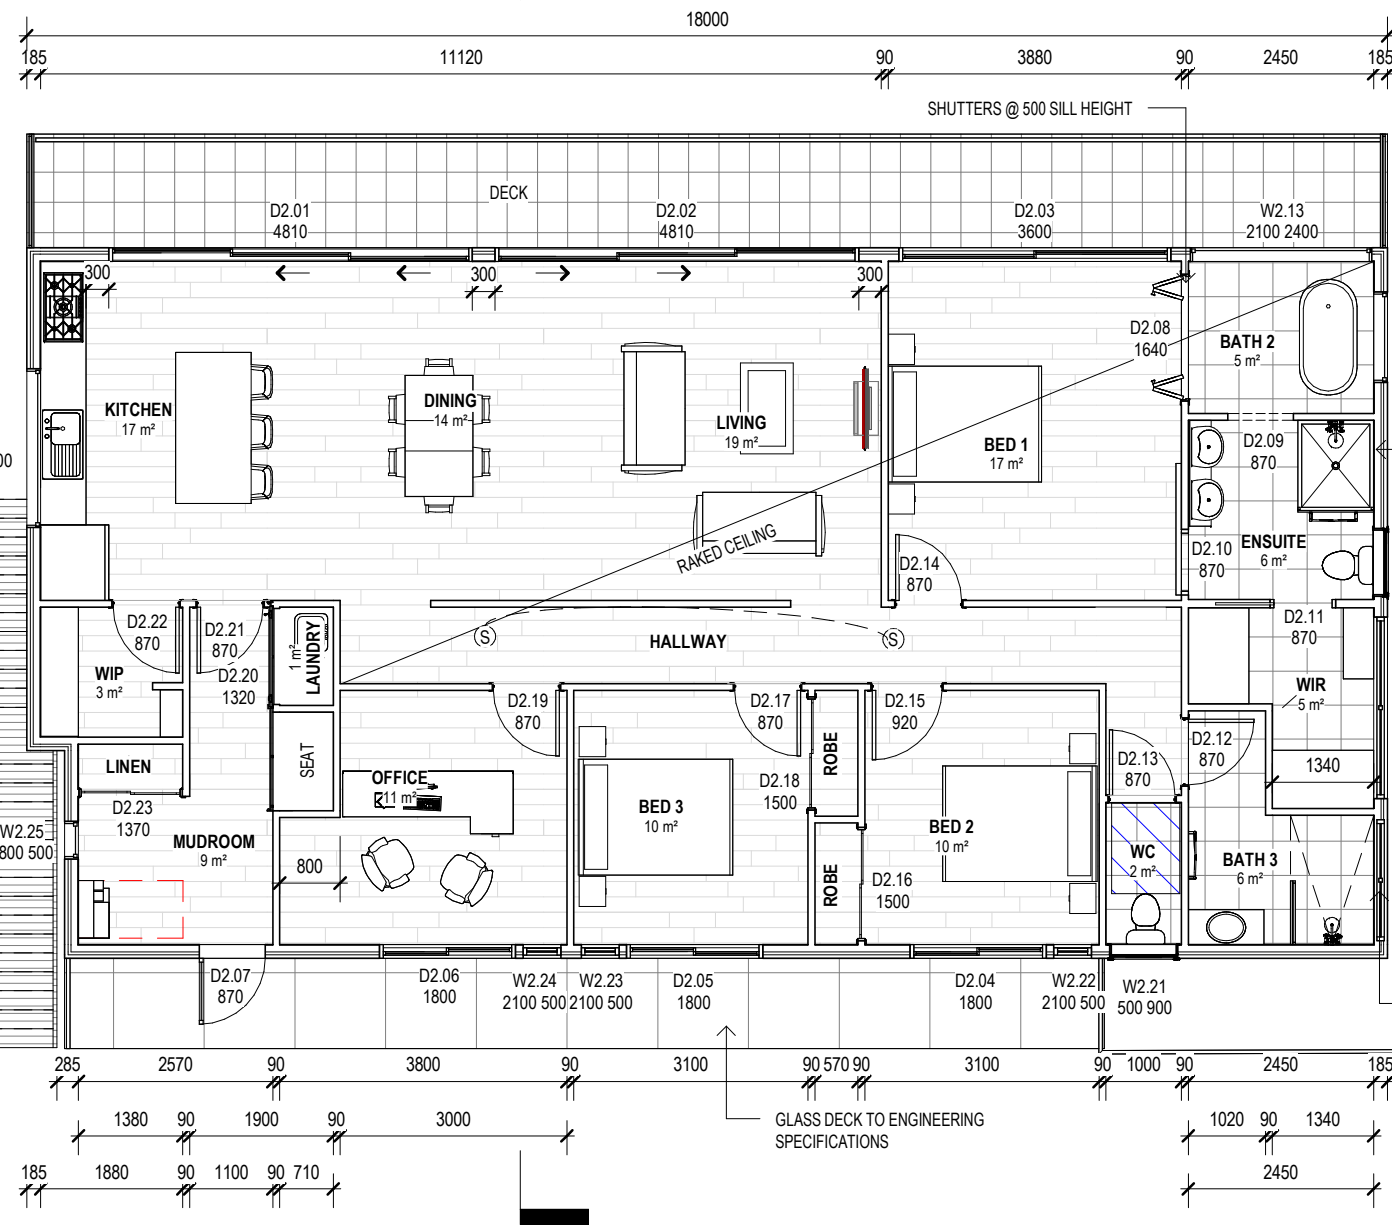 18000
185
11120
90
3880
90
2450
185
SHUTTERS @ 500 SILL HEIGHT
DECK
D2.01
4810
D2.02
4810
D2.03
3600
W2.13
2100 2400
300
300
300
D2.08
1640
BATH 2
5 m²
KITCHEN
17 m²
DINING
14 m²
LIVING
19 m²
BED 1
17 m²
D2.09
870
RAKED CEILING
D2.14
870
D2.10
870
ENSUITE
6 m²
D2.22
870
D2.21
870
D2.20
1320
LAUNDRY
1 m²
S
HALLWAY
S
D2.11
870
WIP
3 m²
WIR
5 m²
D2.19
870
D2.17
870
D2.15
920
D2.13
870
D2.12
870
LINEN
SEAT
OFFICE
11 m²
ROBE
D2.18
1500
1340
D2.23
1370
BED 3
10 m²
BED 2
10 m²
W2.25
800 500
MUDROOM
9 m²
800
ROBE
D2.16
1500
WC
2 m²
BATH 3
6 m²
D2.07
870
D2.06
1800
W2.24
2100 500
W2.23
2100 500
D2.05
1800
D2.04
1800
W2.22
2100 500
W2.21
500 900
285
2570
90
3800
90
3100
90
570
90
3100
90
1000
90
2450
185
1380
90
1900
90
3000
GLASS DECK TO ENGINEERING
SPECIFICATIONS
1020
90
1340
185
1880
90
1100
90
710
2450